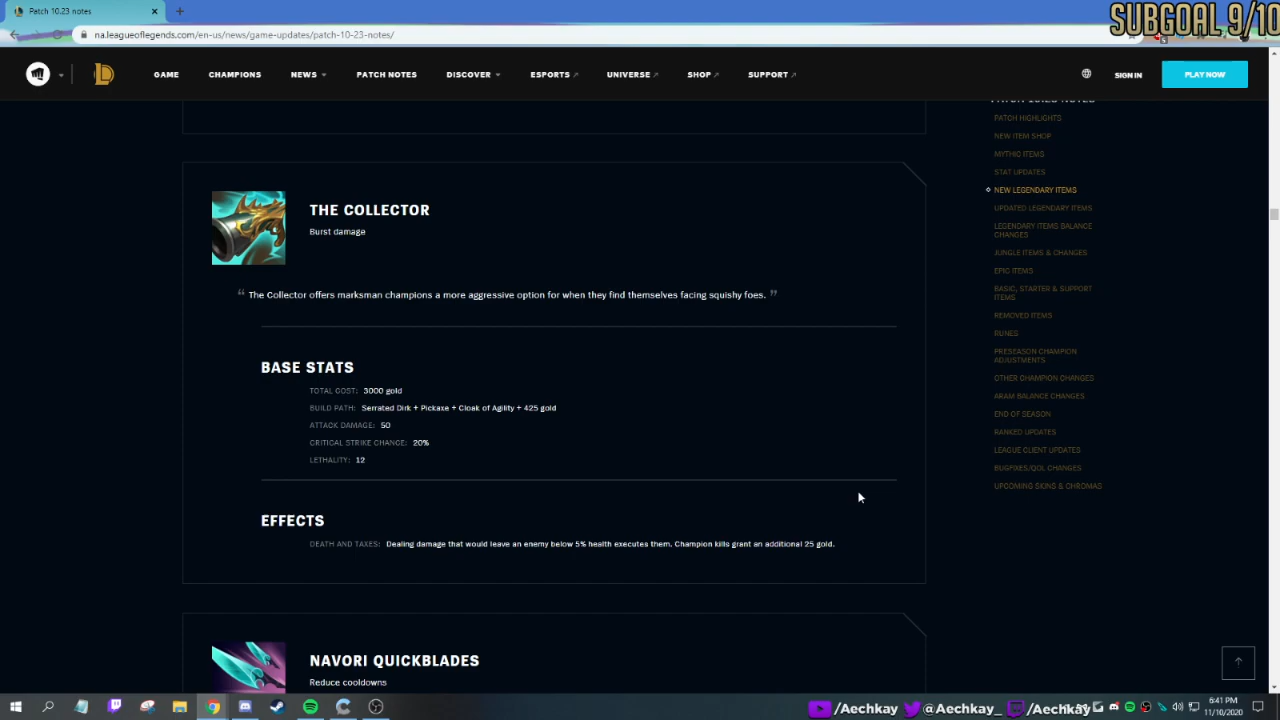 Patch 10.23 notes
SUBGOAL 9/10
na.leagueoflegends.com/en-us/news/game-updates/patch-10-23-notes/
GAME CHAMPIONS NEWS PATCH NOTES DISCOVER ESPORTS UNIVERSE SHOP SUPPORT SIGN IN PLAY NOW
THE COLLECTOR
Burst damage
“ The Collector offers marksman champions a more aggressive option for when they find themselves facing squishy foes. ”
BASE STATS
TOTAL COST: 3000 gold
BUILD PATH: Serrated Dirk + Pickaxe + Cloak of Agility + 425 gold
ATTACK DAMAGE: 50
CRITICAL STRIKE CHANCE: 20%
LETHALITY: 12
EFFECTS
DEATH AND TAXES: Dealing damage that would leave an enemy below 5% health executes them. Champion kills grant an additional 25 gold.
NAVORI QUICKBLADES
Reduce cooldowns
PATCH 10.23 NOTES
PATCH HIGHLIGHTS
NEW ITEM SHOP
MYTHIC ITEMS
STAT UPDATES
NEW LEGENDARY ITEMS
UPDATED LEGENDARY ITEMS
LEGENDARY ITEMS BALANCE
CHANGES
JUNGLE ITEMS & CHANGES
EPIC ITEMS
BASIC, STARTER & SUPPORT
ITEMS
REMOVED ITEMS
RUNES
PRESEASON CHAMPION
ADJUSTMENTS
OTHER CHAMPION CHANGES
ARAM BALANCE CHANGES
END OF SEASON
RANKED UPDATES
LEAGUE CLIENT UPDATES
BUGFIXES/QOL CHANGES
UPCOMING SKINS & CHROMAS
/Aechkay @Aechkay_ /Aechkay
6:41 PM
11/10/2020